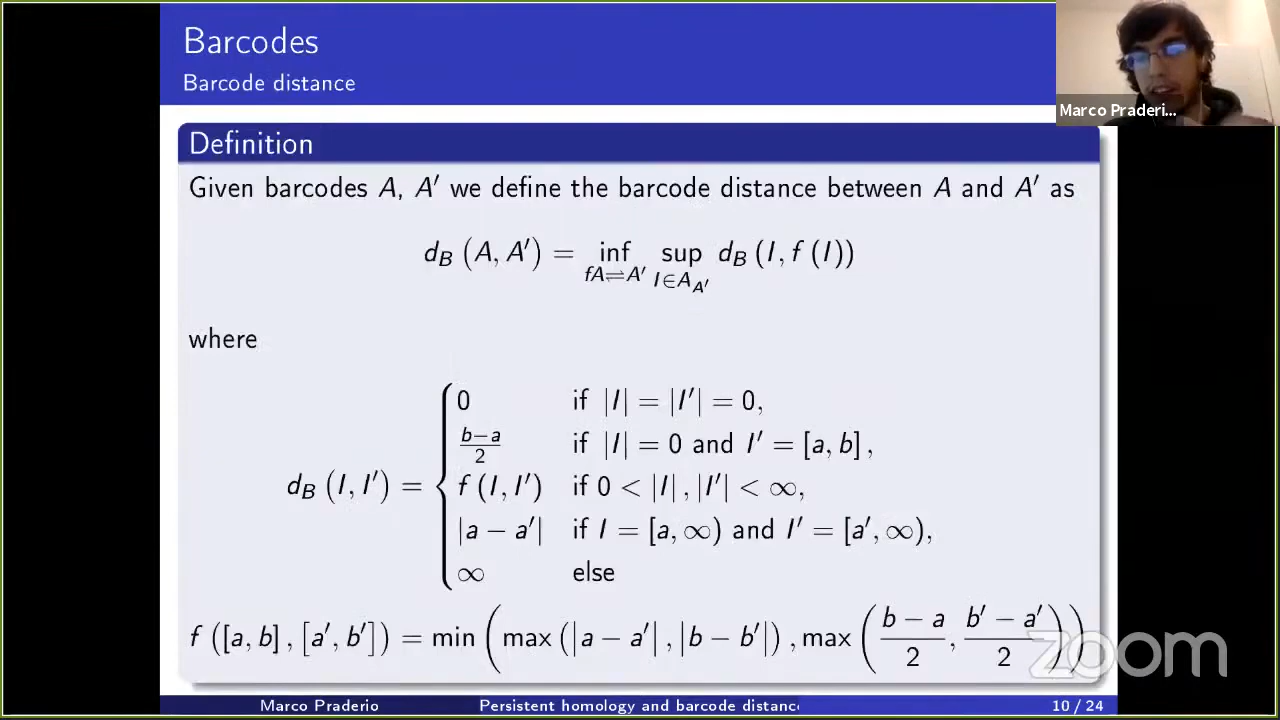 Barcodes
Barcode distance
Marco Praderi...
Definition
Given barcodes A, A′ we define the barcode distance between A and A′ as
d_B (A, A′) = inf_{fA⇌A′} sup_{I∈A_{A′}} d_B (I, f (I))
where
d_B (I, I′) = {
0 if |I| = |I′| = 0,
b−a/2 if |I| = 0 and I′ = [a, b],
f (I, I′) if 0 < |I|, |I′| < ∞,
|a − a′| if I = [a, ∞) and I′ = [a′, ∞),
∞ else
f ([a, b], [a′, b′]) = min (max (|a − a′|, |b − b′|), max (b − a/2, b′ − a′/2))
zoom
Marco Praderio Persistent homology and barcode distanc 10 / 24